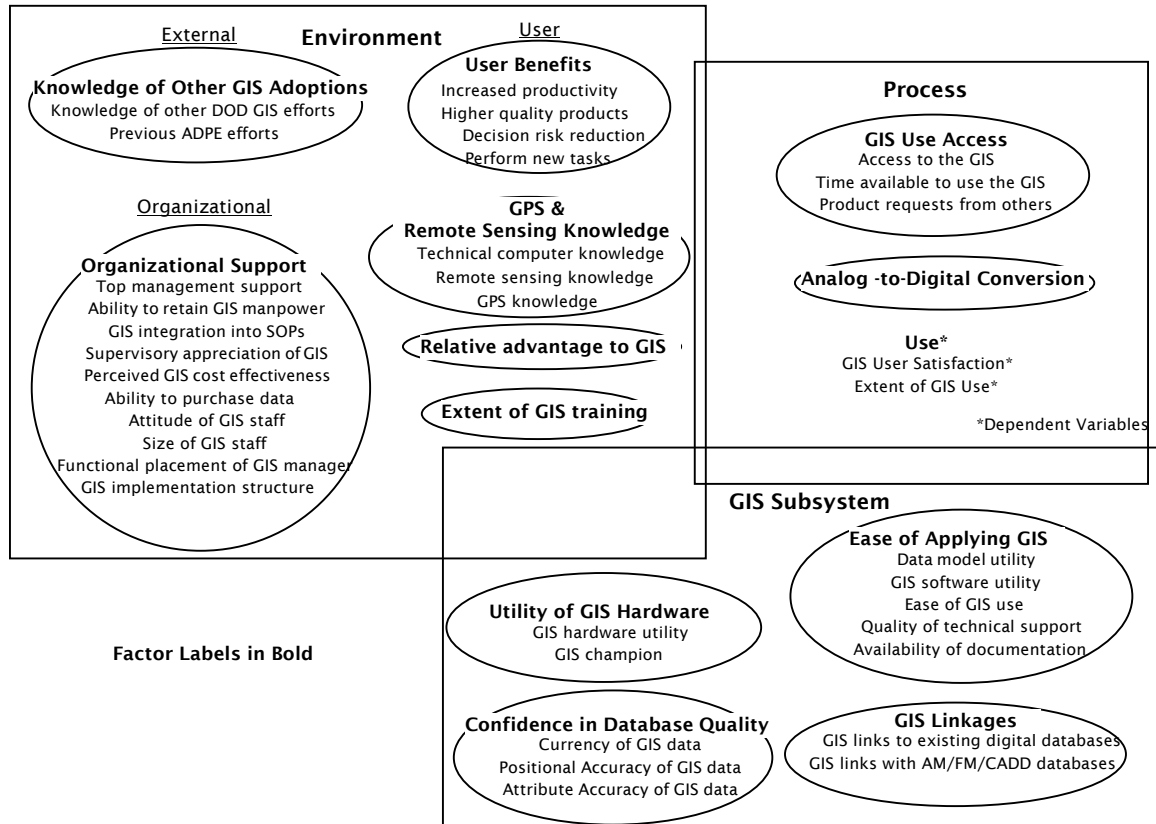 External
Environment
User
Knowledge of Other GIS Adoptions
Knowledge of other DOD GIS efforts
Previous ADPE efforts
User Benefits
Increased productivity
Higher quality products
Decision risk reduction
Perform new tasks
Organizational
Organizational Support
Top management support
Ability to retain GIS manpower
GIS integration into SOPs
Supervisory appreciation of GIS
Perceived GIS cost effectiveness
Ability to purchase data
Attitude of GIS staff
Size of GIS staff
Functional placement of GIS manager
GIS implementation structure
GPS &
Remote Sensing Knowledge
Technical computer knowledge
Remote sensing knowledge
GPS knowledge
Relative advantage to GIS
Extent of GIS training
Process
GIS Use Access
Access to the GIS
Time available to use the GIS
Product requests from others
Analog -to-Digital Conversion
Use*
GIS User Satisfaction*
Extent of GIS Use*
*Dependent Variables
GIS Subsystem
Ease of Applying GIS
Data model utility
GIS software utility
Ease of GIS use
Quality of technical support
Availability of documentation
Utility of GIS Hardware
GIS hardware utility
GIS champion
Factor Labels in Bold
Confidence in Database Quality
Currency of GIS data
Positional Accuracy of GIS data
Attribute Accuracy of GIS data
GIS Linkages
GIS links to existing digital databases
GIS links with AM/FM/CADD databases